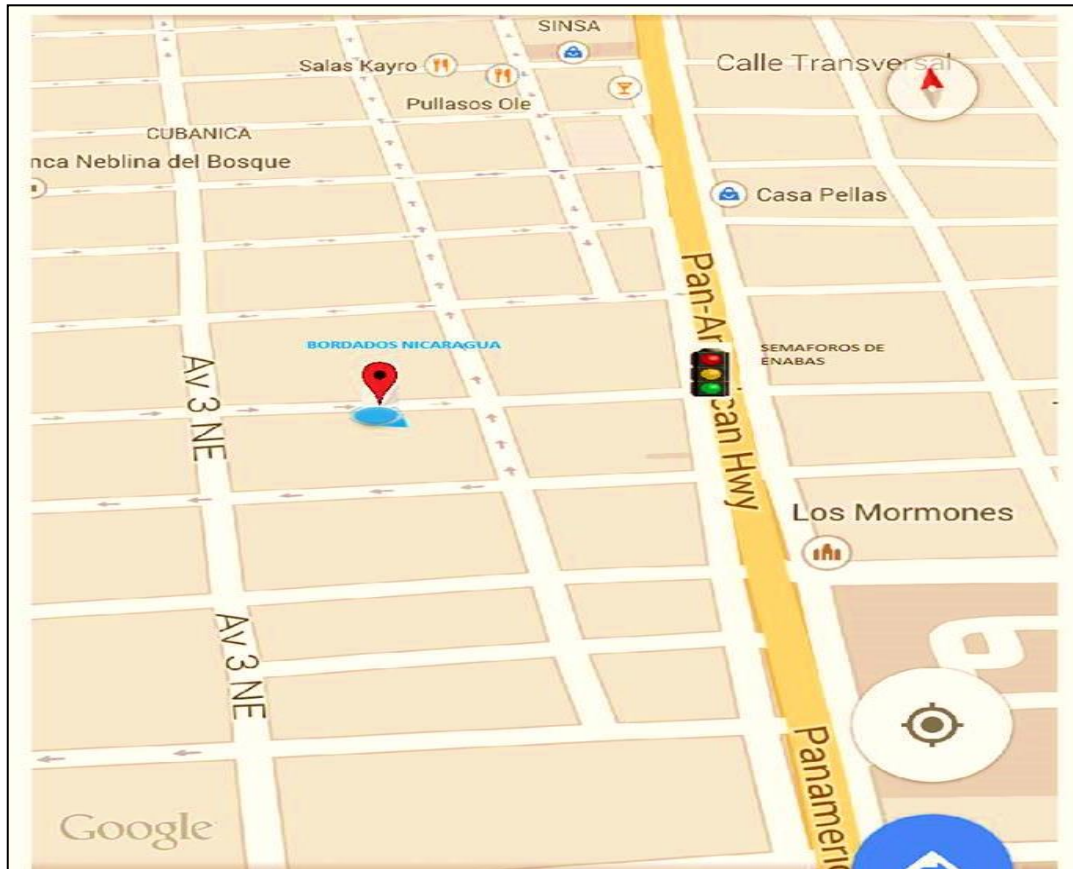 SINSA
Salas Kayro
Calle Transversal
Pullasos Ole
CUBANICA
nca Neblina del Bosque
Casa Pellas
Pan-American Hwy
BORDADOS NICARAGUA
SEMAFOROS DE
ENABAS
Av 3 NE
Los Mormones
Av 3 NE
Panameri
Google